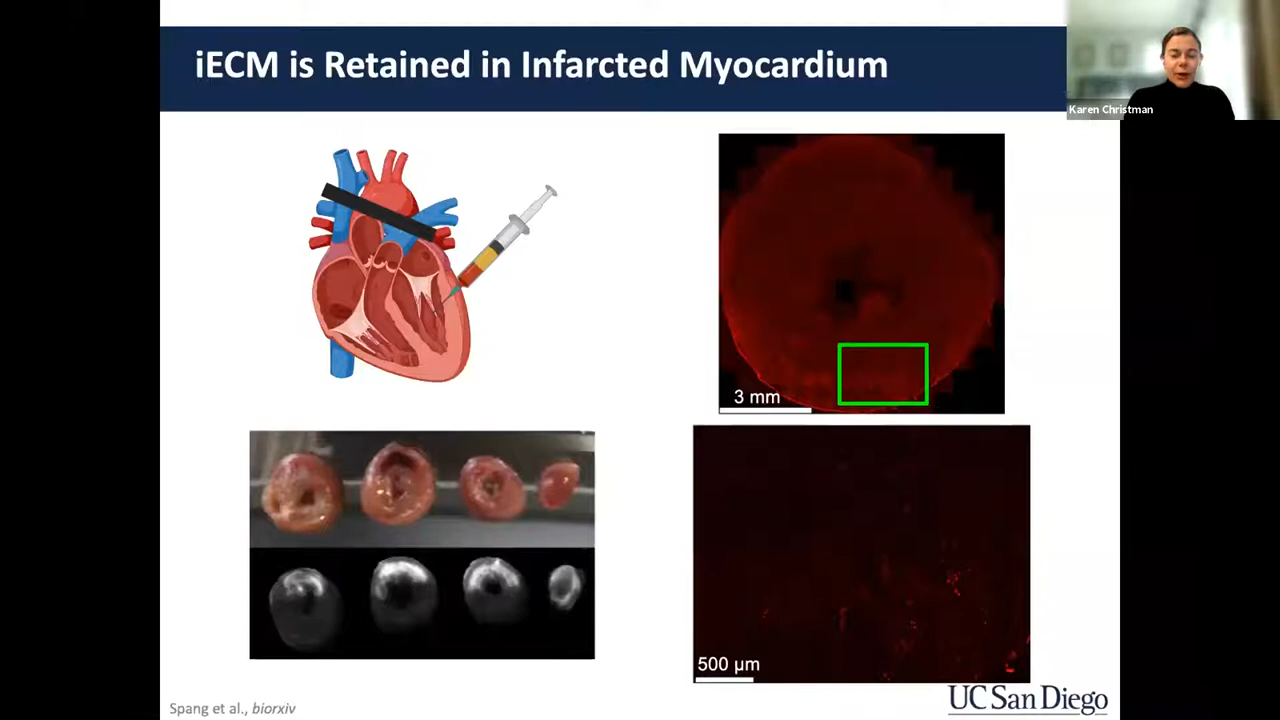 iECM is Retained in Infarcted Myocardium
Karen Christman
3 mm
500 µm
Spang et al., biorxiv
UC San Diego